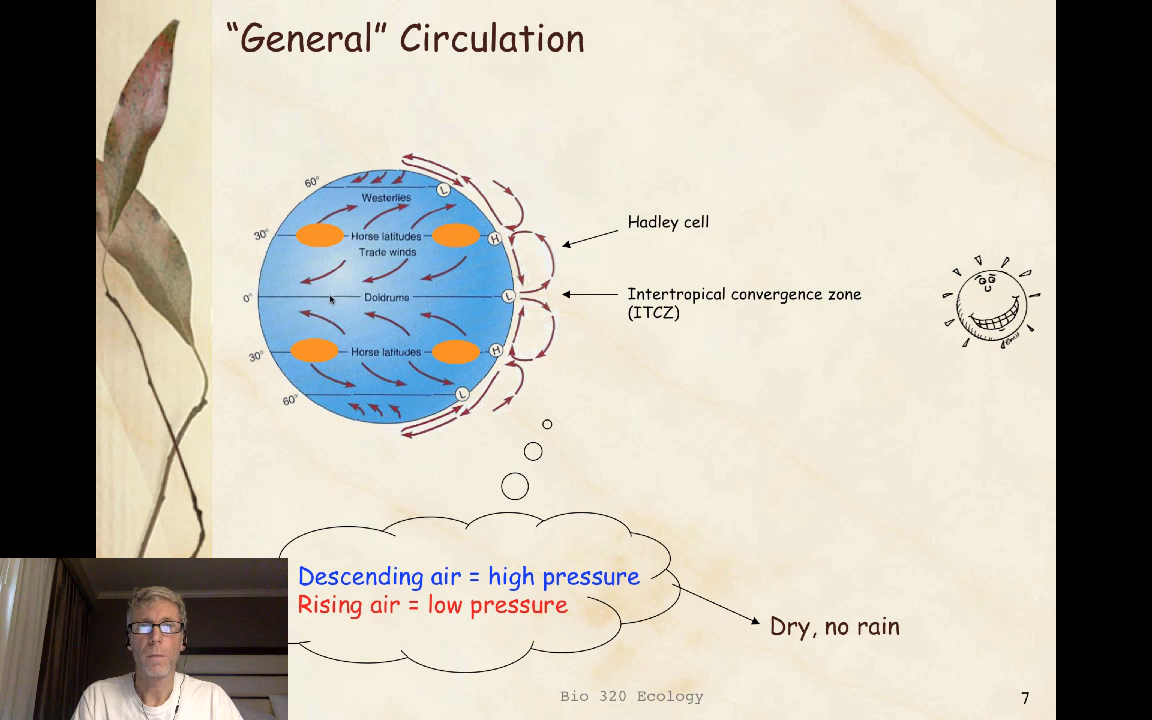 “General” Circulation
60°
L
Westerlies
30°
Horse latitudes
H
Trade winds
Hadley cell
0°
Doldrums
L
Intertropical convergence zone
(ITCZ)
30°
Horse latitudes
H
60°
L
Descending air = high pressure
Rising air = low pressure
Dry, no rain
Bio 320 Ecology
7